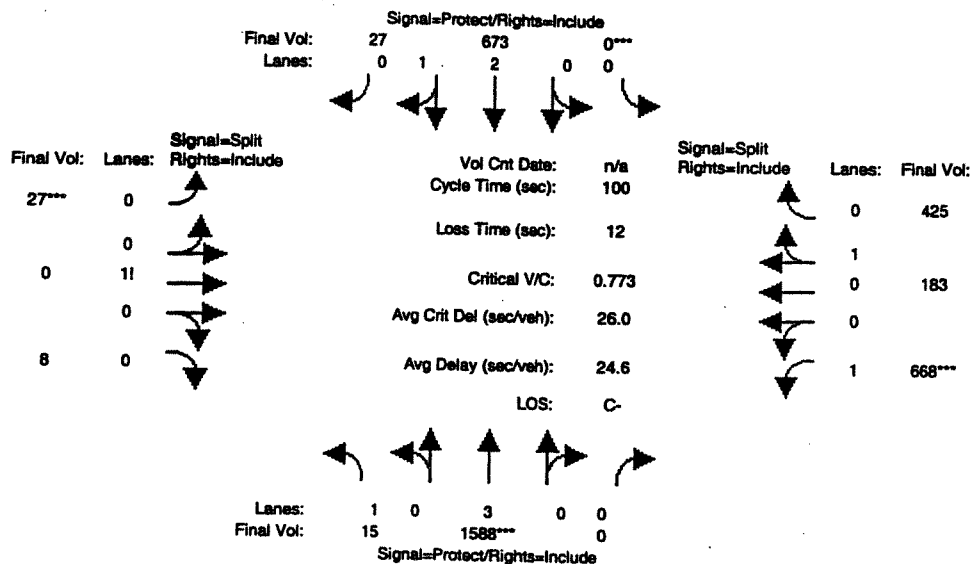 Signal=Protect/Rights=Include
Final Vol: 27 673 0***
Lanes: 0 1 2 0 0
Signal=Split
Final Vol: Lanes: Rights=Include
27*** 0
0
0 1!
0
8 0
Vol Cnt Date: n/a
Cycle Time (sec): 100
Loss Time (sec): 12
Critical V/C: 0.773
Avg Crit Del (sec/veh): 26.0
Avg Delay (sec/veh): 24.6
LOS: C-
Signal=Split
Rights=Include Lanes: Final Vol:
0 425
1
0 183
0
1 668***
Lanes: 1 0 3 0 0
Final Vol: 15 1588*** 0
Signal=Protect/Rights=Include